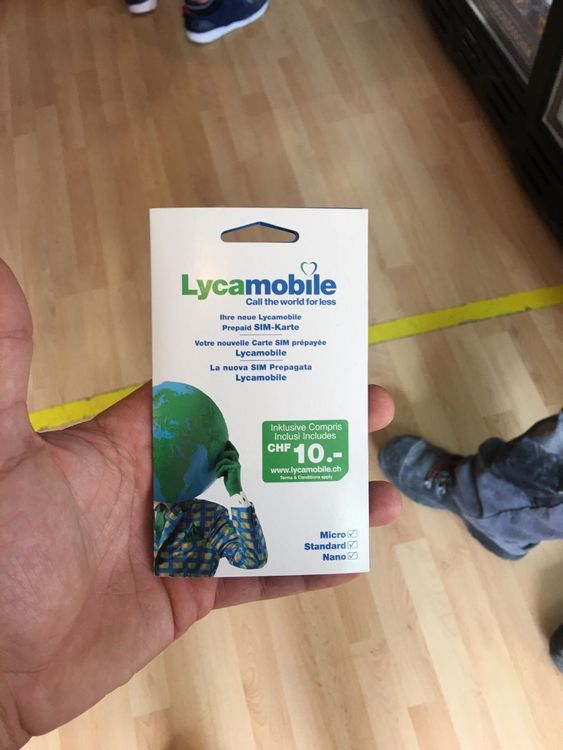 Lycamobile
Call the world for less
Ihre neue Lycamobile
Prepaid SIM-Karte
Votre nouvelle Carte SIM prépayée
Lycamobile
La nuova SIM Prepagata
Lycamobile
Inklusive Compris
Inclusi Includes
CHF 10.-
www.lycamobile.ch
Terms & Conditions apply
Micro
Standard
Nano